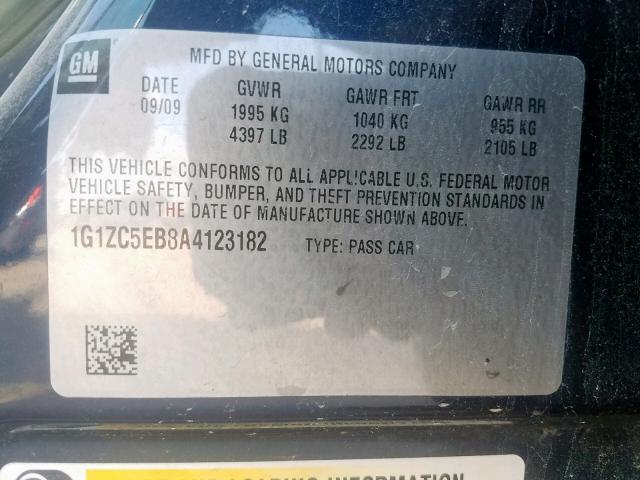 GM
MFD BY GENERAL MOTORS COMPANY
DATE GVWR GAWR FRT GAWR RR
09/09 1995 KG 1040 KG 955 KG
4397 LB 2292 LB 2105 LB
THIS VEHICLE CONFORMS TO ALL APPLICABLE U.S. FEDERAL MOTOR
VEHICLE SAFETY, BUMPER, AND THEFT PREVENTION STANDARDS IN
EFFECT ON THE DATE OF MANUFACTURE SHOWN ABOVE.
1G1ZC5EB8A4123182 TYPE: PASS CAR
LOADING INFORMATION